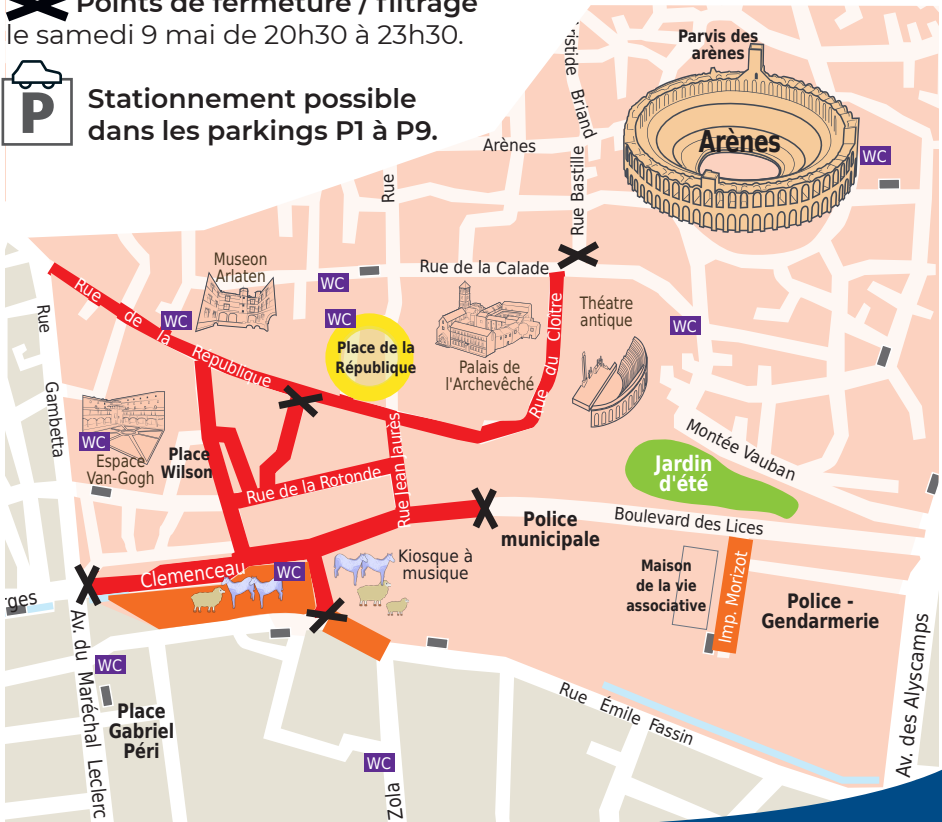 Points de fermeture / filtrage
le samedi 9 mai de 20h30 à 23h30.
P
Stationnement possible
dans les parkings P1 à P9.
Parvis des
arènes
Arènes
WC
Briand
Arènes
Rue
Rue Bastille
Museon
Arlaten
WC
Rue de la Calade
WC
WC
Théatre
antique
WC
Rue
Gambetta
Rue de la République
Place de la
République
Palais de
l'Archevêché
Rue du Cloître
WC
Espace
Van-Gogh
Place
Wilson
Rue de la Rotonde
Rue Jean Jaurès
Montée Vauban
Jardin
d'été
Boulevard des Lices
Police
municipale
Kiosque à
musique
Clemenceau
WC
Maison
de la vie
associative
Imp. Morizot
Police -
Gendarmerie
rges
Av. du Maréchal Leclerc
WC
Place
Gabriel
Péri
Rue Émile Fassin
Av. des Alyscamps
WC
Zola